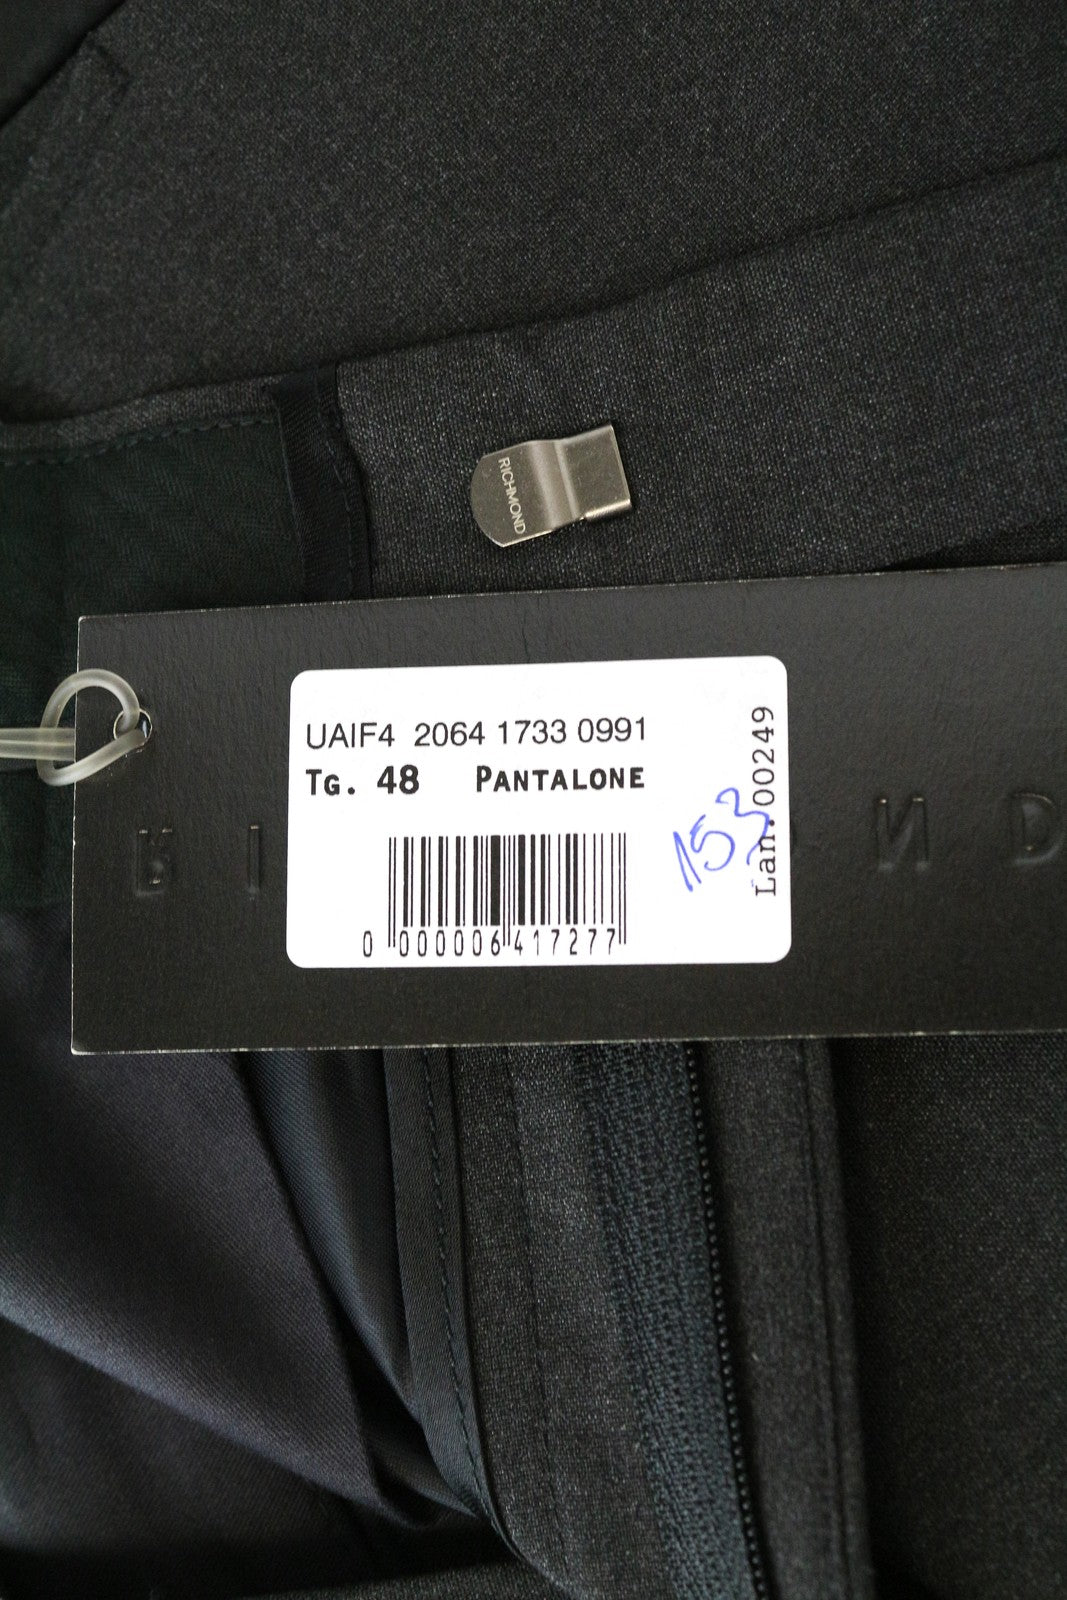 RICHMOND
UAIF4 2064 1733 0991
TG. 48 PANTALONE
Lan.00249
153
0 000006 417277